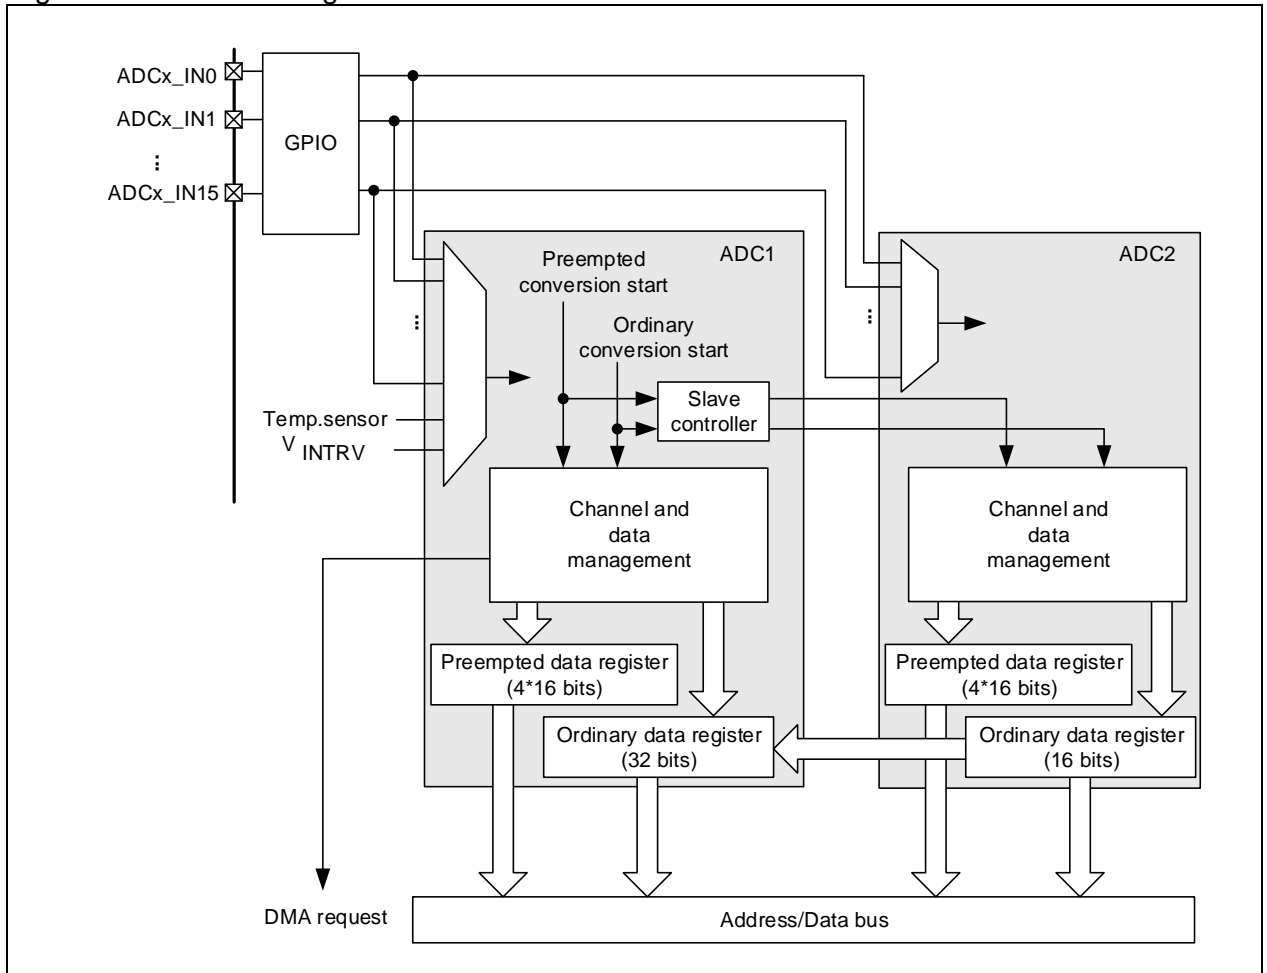 ADCx_IN0
ADCx_IN1
...
ADCx_IN15
GPIO
ADC1
Preempted
conversion start
Ordinary
conversion start
...
Slave
controller
Temp.sensor
V INTRV
Channel and
data
management
Preempted data register
(4*16 bits)
Ordinary data register
(32 bits)
ADC2
...
Channel and
data
management
Preempted data register
(4*16 bits)
Ordinary data register
(16 bits)
DMA request
Address/Data bus